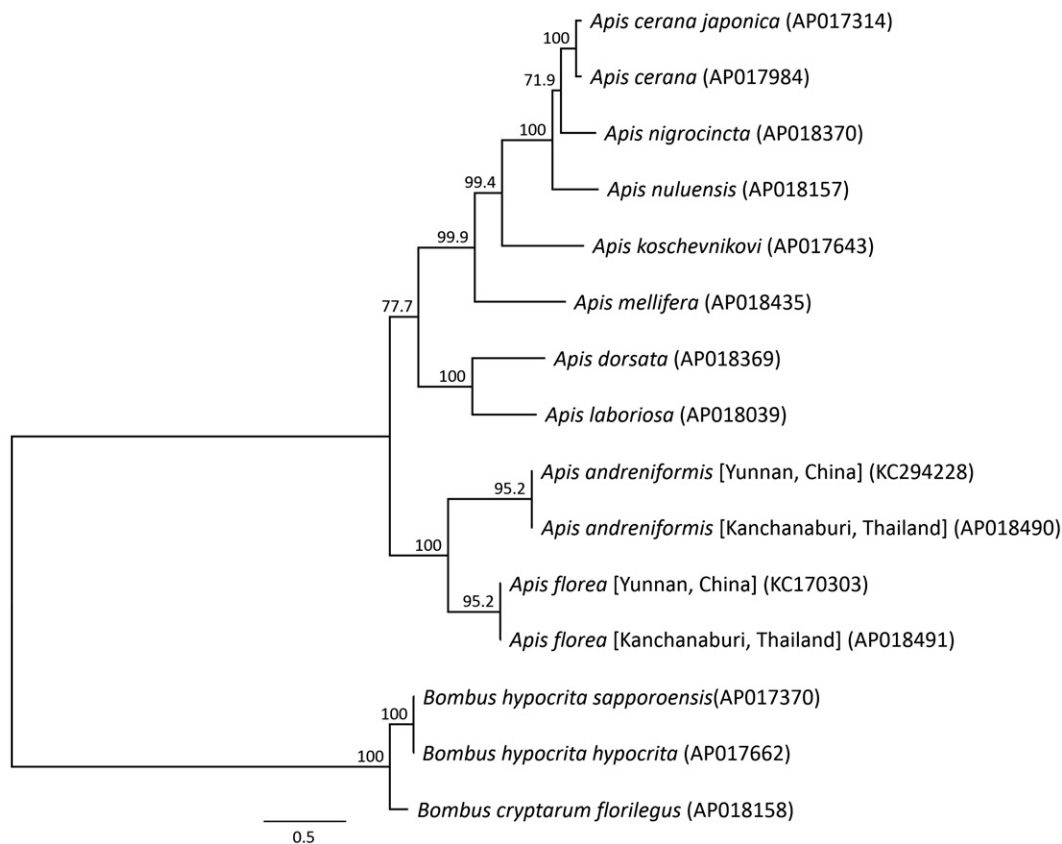 Apis cerana japonica (AP017314)
100
Apis cerana (AP017984)
71.9
Apis nigrocincta (AP018370)
100
Apis nuluensis (AP018157)
99.4
Apis koschevnikovi (AP017643)
99.9
Apis mellifera (AP018435)
77.7
Apis dorsata (AP018369)
100
Apis laboriosa (AP018039)
Apis andreniformis [Yunnan, China] (KC294228)
95.2
Apis andreniformis [Kanchanaburi, Thailand] (AP018490)
100
Apis florea [Yunnan, China] (KC170303)
95.2
Apis florea [Kanchanaburi, Thailand] (AP018491)
Bombus hypocrita sapporoensis(AP017370)
100
Bombus hypocrita hypocrita (AP017662)
100
Bombus cryptarum florilegus (AP018158)
0.5